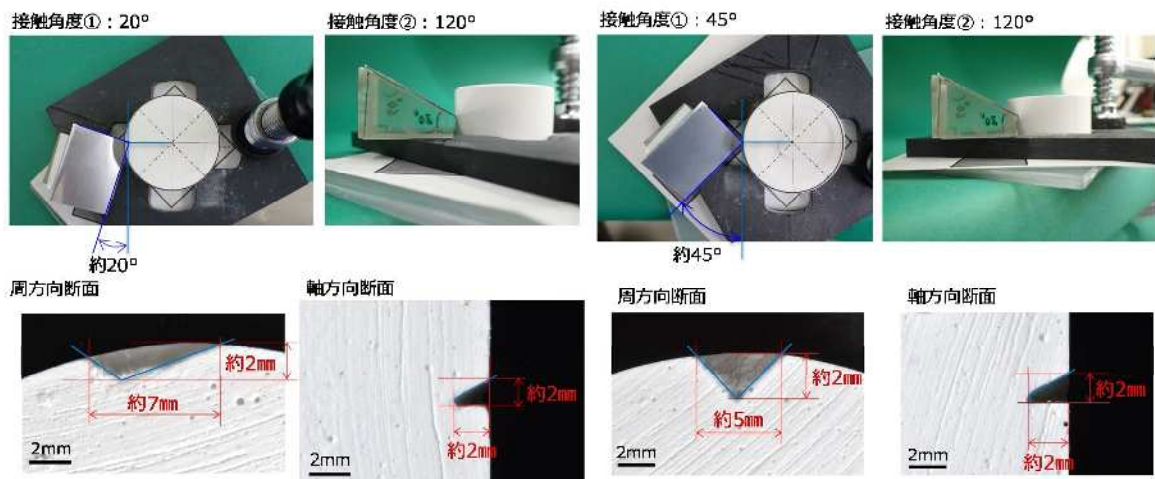 接触角度①：20°
接触角度②：120°
接触角度①：45°
接触角度②：120°
約20°
約45°
周方向断面
軸方向断面
周方向断面
軸方向断面
約2㎜
約7㎜
2mm
約2㎜
約2㎜
2mm
約2㎜
約5㎜
2mm
約2㎜
約2㎜
2mm